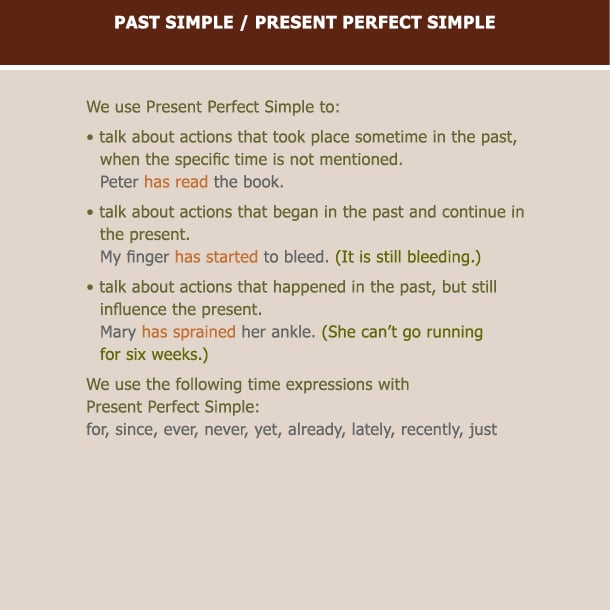 PAST SIMPLE / PRESENT PERFECT SIMPLE
We use Present Perfect Simple to:
• talk about actions that took place sometime in the past,
when the specific time is not mentioned.
Peter has read the book.
• talk about actions that began in the past and continue in
the present.
My finger has started to bleed. (It is still bleeding.)
• talk about actions that happened in the past, but still
influence the present.
Mary has sprained her ankle. (She can't go running
for six weeks.)
We use the following time expressions with
Present Perfect Simple:
for, since, ever, never, yet, already, lately, recently, just